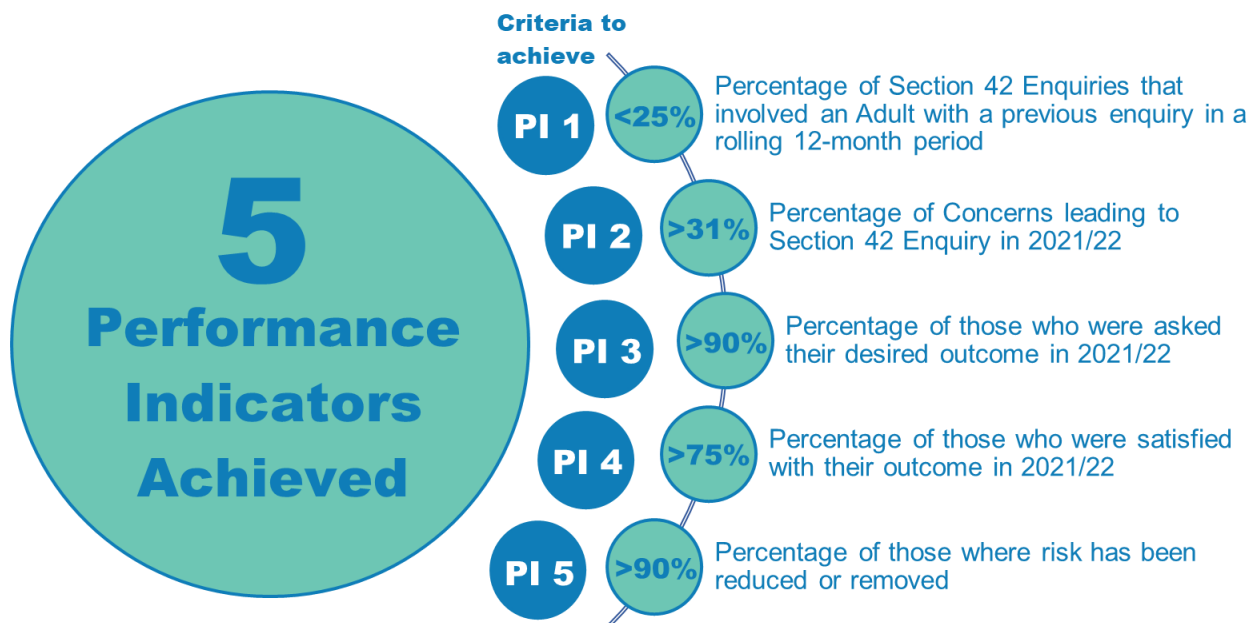 5
Performance
Indicators
Achieved
Criteria to
achieve
PI 1
<25%
Percentage of Section 42 Enquiries that
involved an Adult with a previous enquiry in a
rolling 12-month period
PI 2
>31%
Percentage of Concerns leading to
Section 42 Enquiry in 2021/22
PI 3
>90%
Percentage of those who were asked
their desired outcome in 2021/22
PI 4
>75%
Percentage of those who were satisfied
with their outcome in 2021/22
PI 5
>90%
Percentage of those where risk has been
reduced or removed